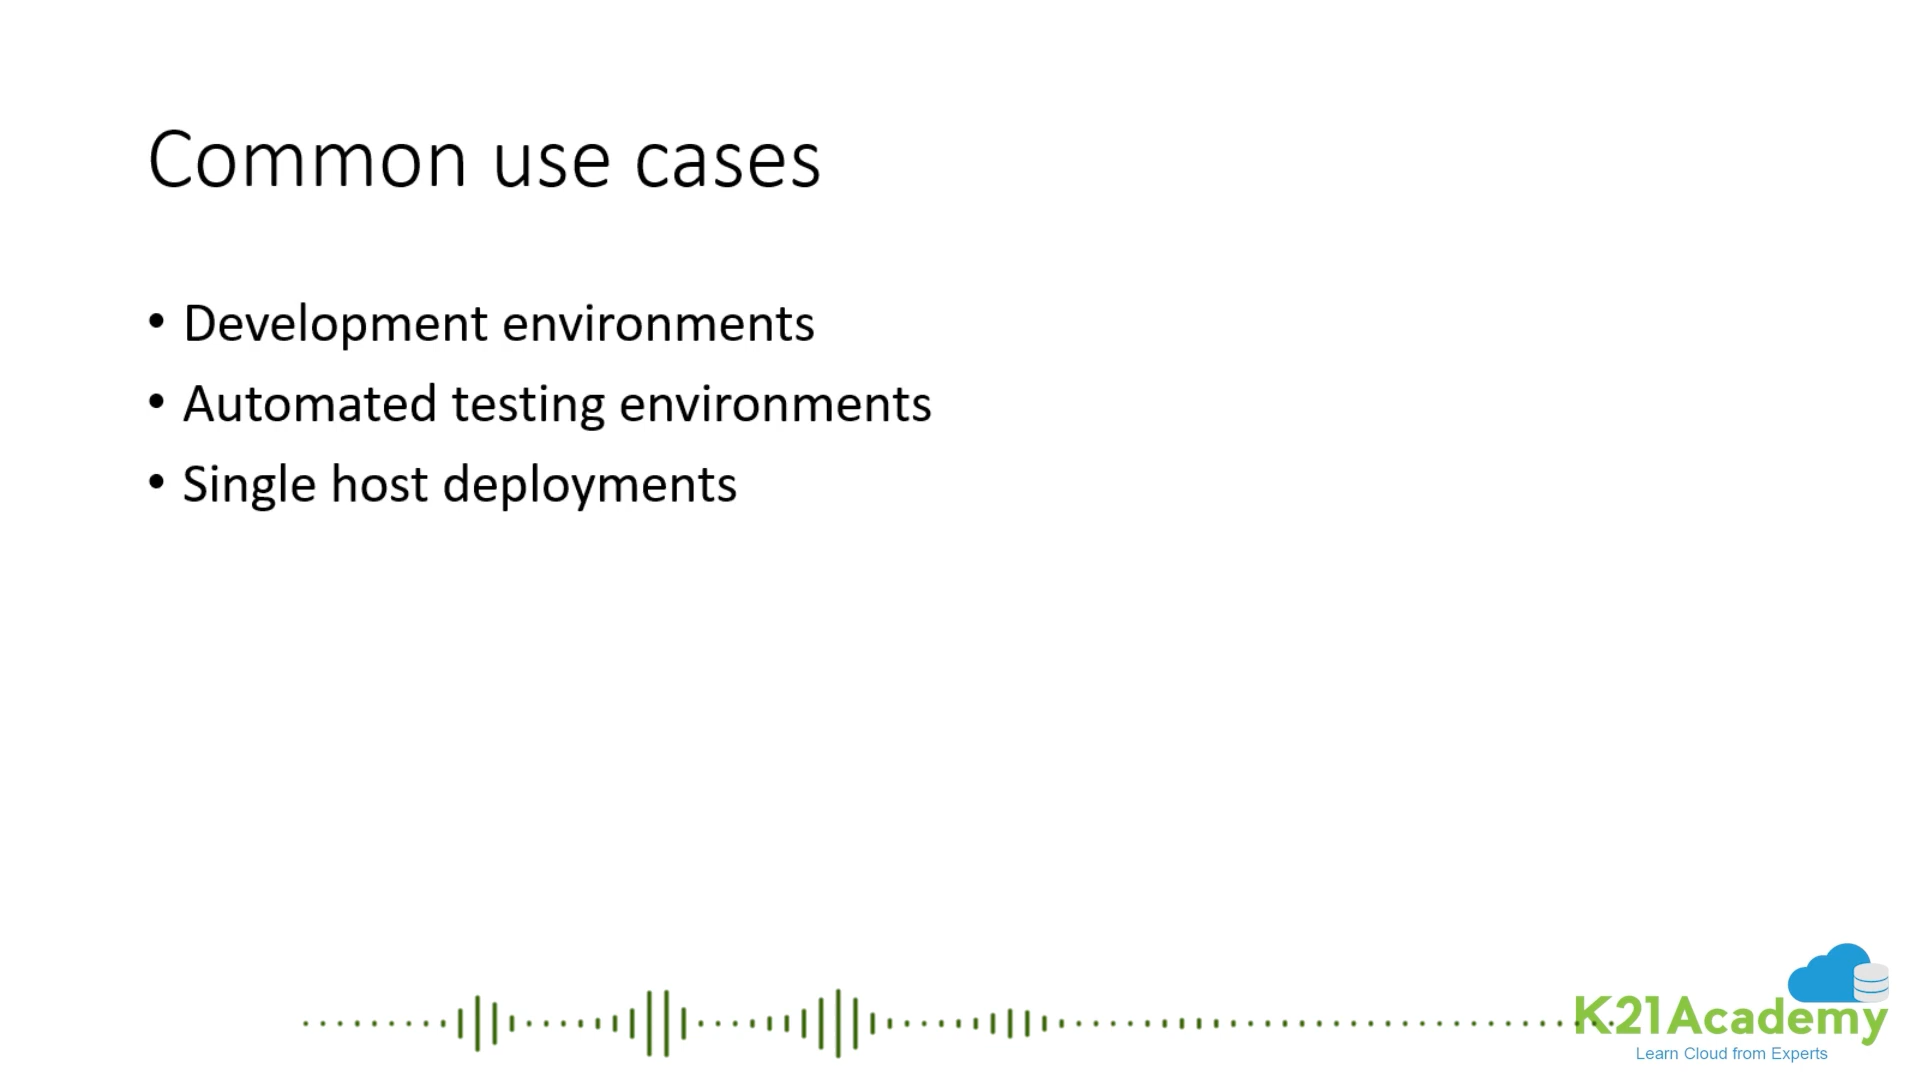 Common use cases
• Development environments
• Automated testing environments
• Single host deployments
K21Academy
Learn Cloud from Experts